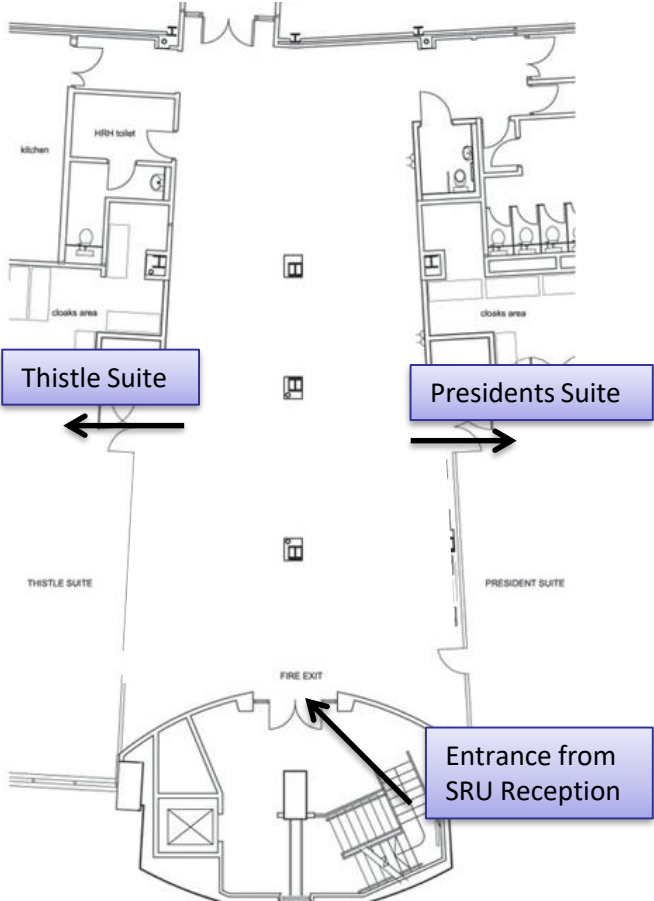 HRH toilet
kitchen
cloaks area
cloaks area
Thistle Suite
Presidents Suite
THISTLE SUITE
PRESIDENT SUITE
FIRE EXIT
Entrance from
SRU Reception